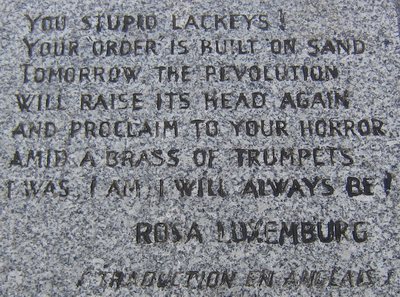 YOU STUPID LACKEYS!
YOUR ORDER IS BUILT ON SAND
TOMORROW THE REVOLUTION
WILL RAISE ITS HEAD AGAIN
AND PROCLAIM TO YOUR HORROR
AMID A BRASS OF TRUMPETS
I WAS I AM I WILL ALWAYS BE!
ROSA LUXEMBURG
(TRADUCTION EN ANGLAIS)